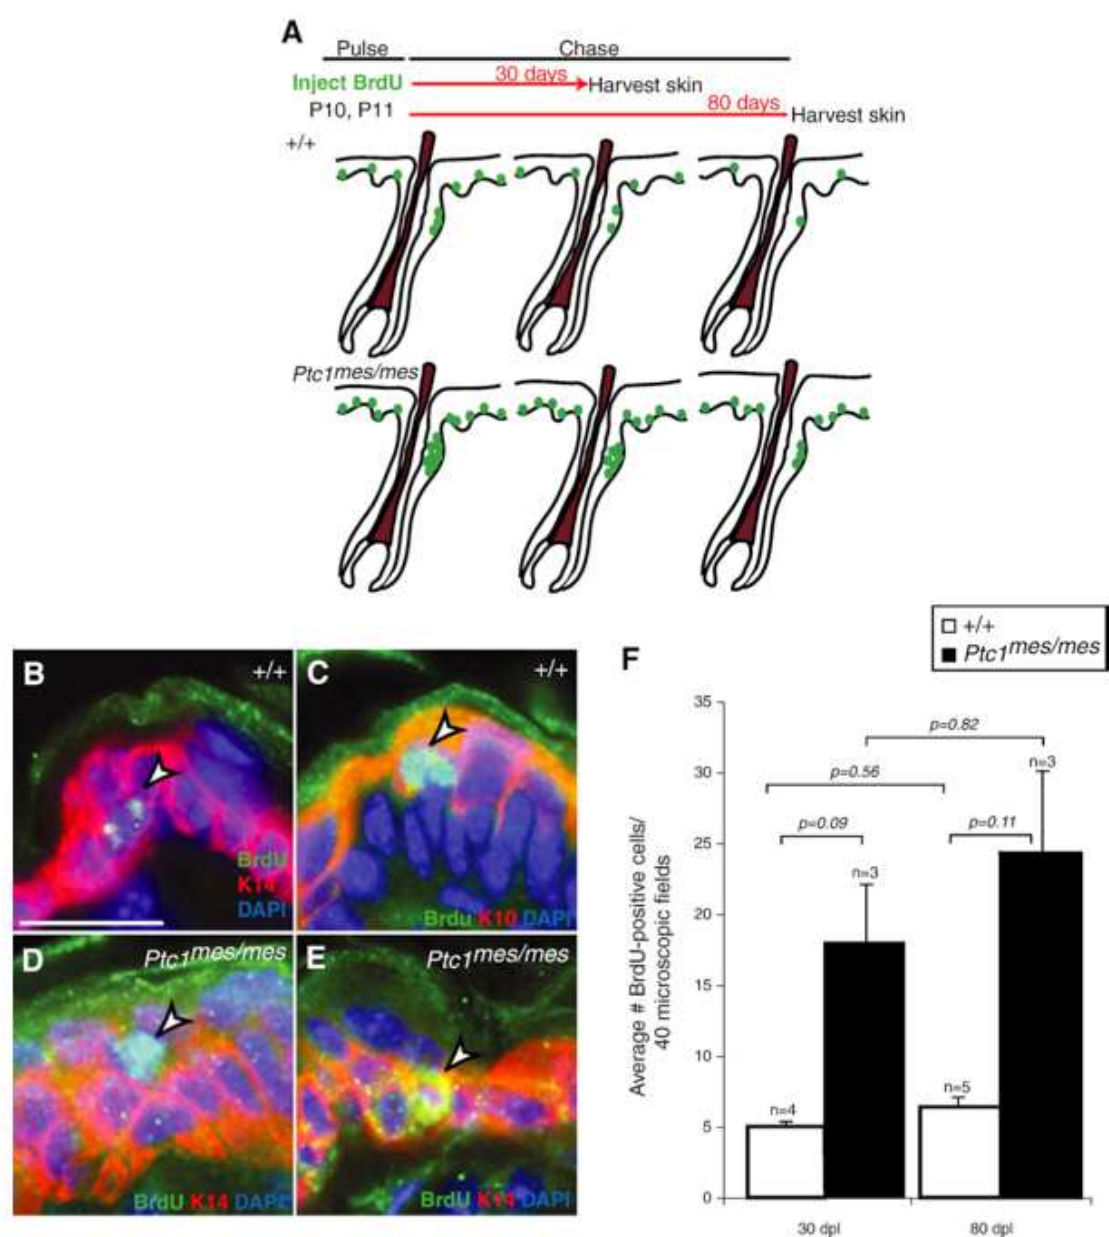 A
Pulse Chase
Inject BrdU 30 days Harvest skin
P10, P11 80 days Harvest skin
+/+
Ptc1mes/mes
B +/+
BrdU
K14
DAPI
C +/+
Brdu K10 DAPI
D Ptc1mes/mes
BrdU K14 DAPI
E Ptc1mes/mes
BrdU K14 DAPI
F
+/+
Ptc1mes/mes
Average # BrdU-positive cells/
40 microscopic fields
35
30
25
20
15
10
5
0
p=0.82
p=0.56
p=0.09
p=0.11
n=4
n=3
n=5
n=3
30 dpl
80 dpl